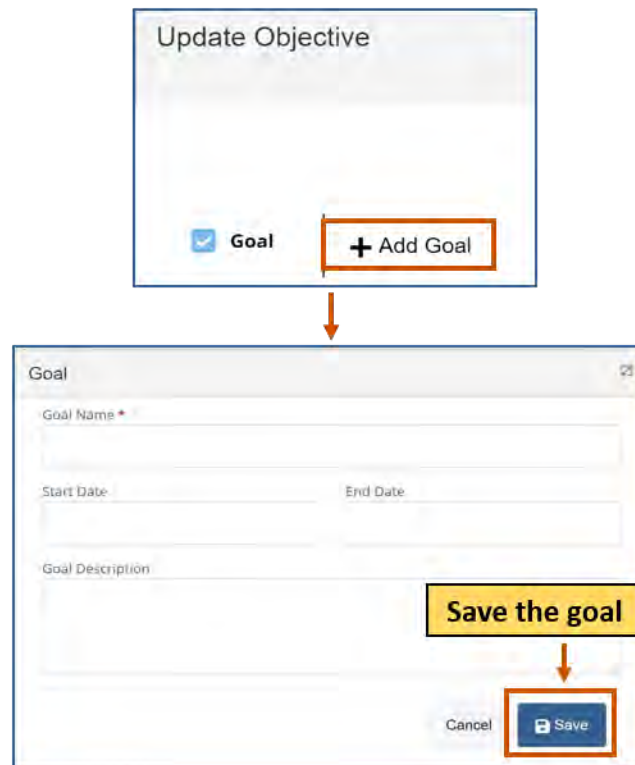 Update Objective
Goal
+ Add Goal
Goal
Goal Name *
Start Date End Date
Goal Description
Save the goal
Cancel Save